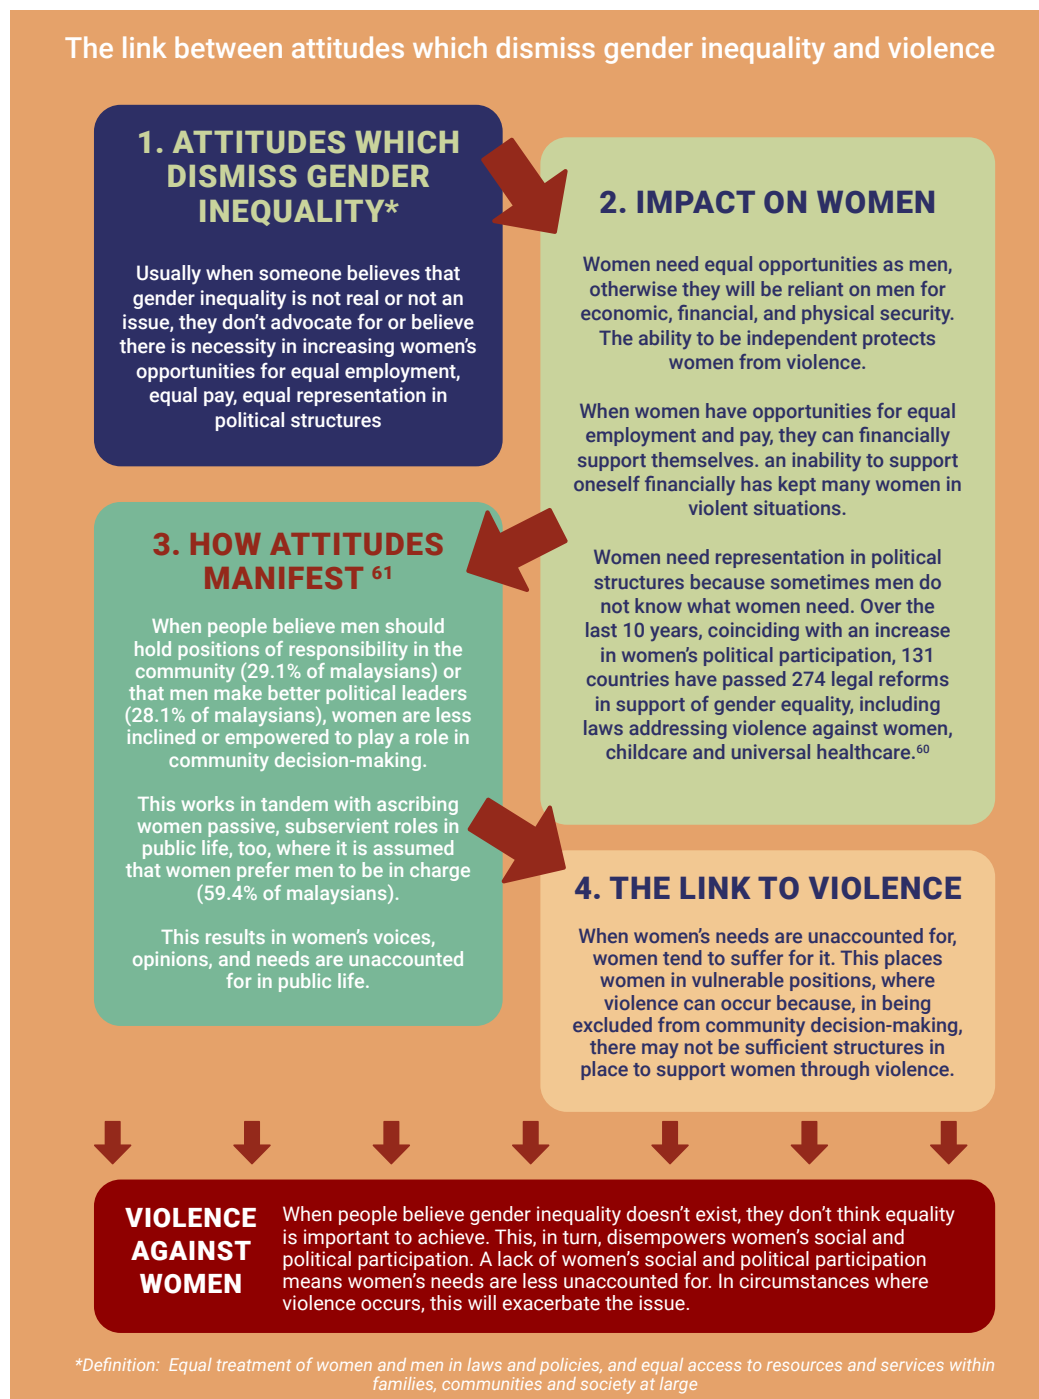 The link between attitudes which dismiss gender inequality and violence
1. ATTITUDES WHICH
DISMISS GENDER
INEQUALITY*
Usually when someone believes that
gender inequality is not real or not an
issue, they don’t advocate for or believe
there is necessity in increasing women’s
opportunities for equal employment,
equal pay, equal representation in
political structures
2. IMPACT ON WOMEN
Women need equal opportunities as men,
otherwise they will be reliant on men for
economic, financial, and physical security.
The ability to be independent protects
women from violence.
When women have opportunities for equal
employment and pay, they can financially
support themselves. an inability to support
oneself financially has kept many women in
violent situations.
Women need representation in political
structures because sometimes men do
not know what women need. Over the
last 10 years, coinciding with an increase
in women’s political participation, 131
countries have passed 274 legal reforms
in support of gender equality, including
laws addressing violence against women,
childcare and universal healthcare.60
3. HOW ATTITUDES
MANIFEST 61
When people believe men should
hold positions of responsibility in the
community (29.1% of malaysians) or
that men make better political leaders
(28.1% of malaysians), women are less
inclined or empowered to play a role in
community decision-making.
This works in tandem with ascribing
women passive, subservient roles in
public life, too, where it is assumed
that women prefer men to be in charge
(59.4% of malaysians).
This results in women’s voices,
opinions, and needs are unaccounted
for in public life.
4. THE LINK TO VIOLENCE
When women’s needs are unaccounted for,
women tend to suffer for it. This places
women in vulnerable positions, where
violence can occur because, in being
excluded from community decision-making,
there may not be sufficient structures in
place to support women through violence.
VIOLENCE
AGAINST
WOMEN
When people believe gender inequality doesn’t exist, they don’t think equality
is important to achieve. This, in turn, disempowers women’s social and
political participation. A lack of women’s social and political participation
means women’s needs are less unaccounted for. In circumstances where
violence occurs, this will exacerbate the issue.
*Definition: Equal treatment of women and men in laws and policies, and equal access to resources and services within
families, communities and society at large